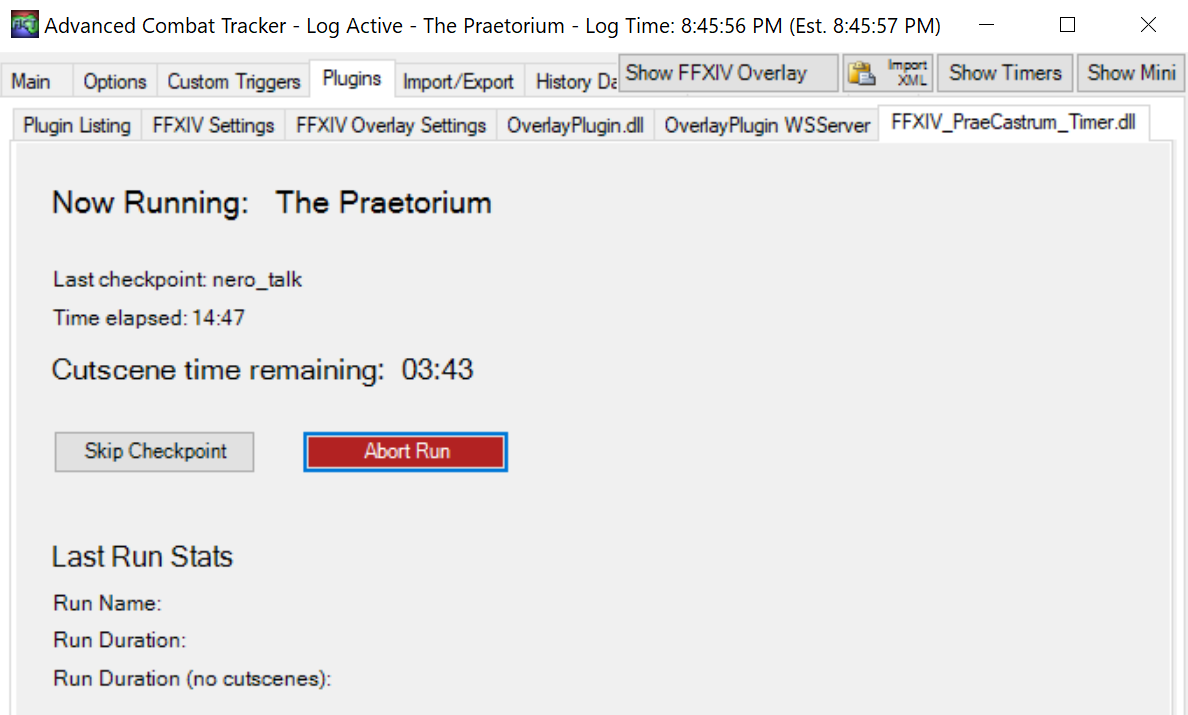 Advanced Combat Tracker - Log Active - The Praetorium - Log Time: 8:45:56 PM (Est. 8:45:57 PM)
Main Options Custom Triggers Plugins Import/Export History Da Show FFXIV Overlay Import XML Show Timers Show Mini
Plugin Listing FFXIV Settings FFXIV Overlay Settings OverlayPlugin.dll OverlayPlugin WSServer FFXIV_PraeCastrum_Timer.dll
Now Running: The Praetorium
Last checkpoint: nero_talk
Time elapsed: 14:47
Cutscene time remaining: 03:43
Skip Checkpoint Abort Run
Last Run Stats
Run Name:
Run Duration:
Run Duration (no cutscenes):